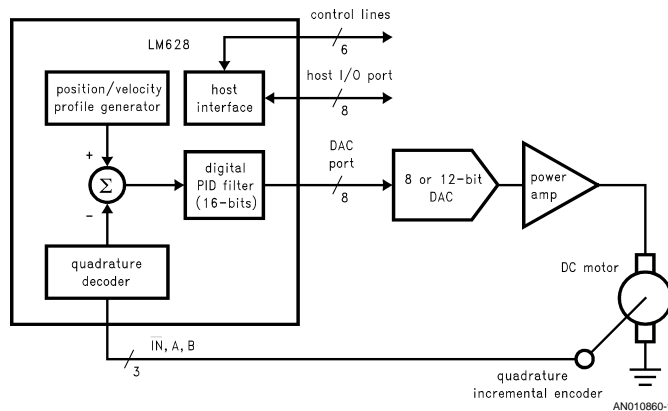 LM628
control lines
6
position/velocity
profile generator
host
interface
host I/O port
8
+
Σ
−
digital
PID filter
(16-bits)
DAC
port
8
8 or 12-bit
DAC
power
amp
quadrature
decoder
DC motor
IN, A, B
3
quadrature
incremental encoder
AN010860-